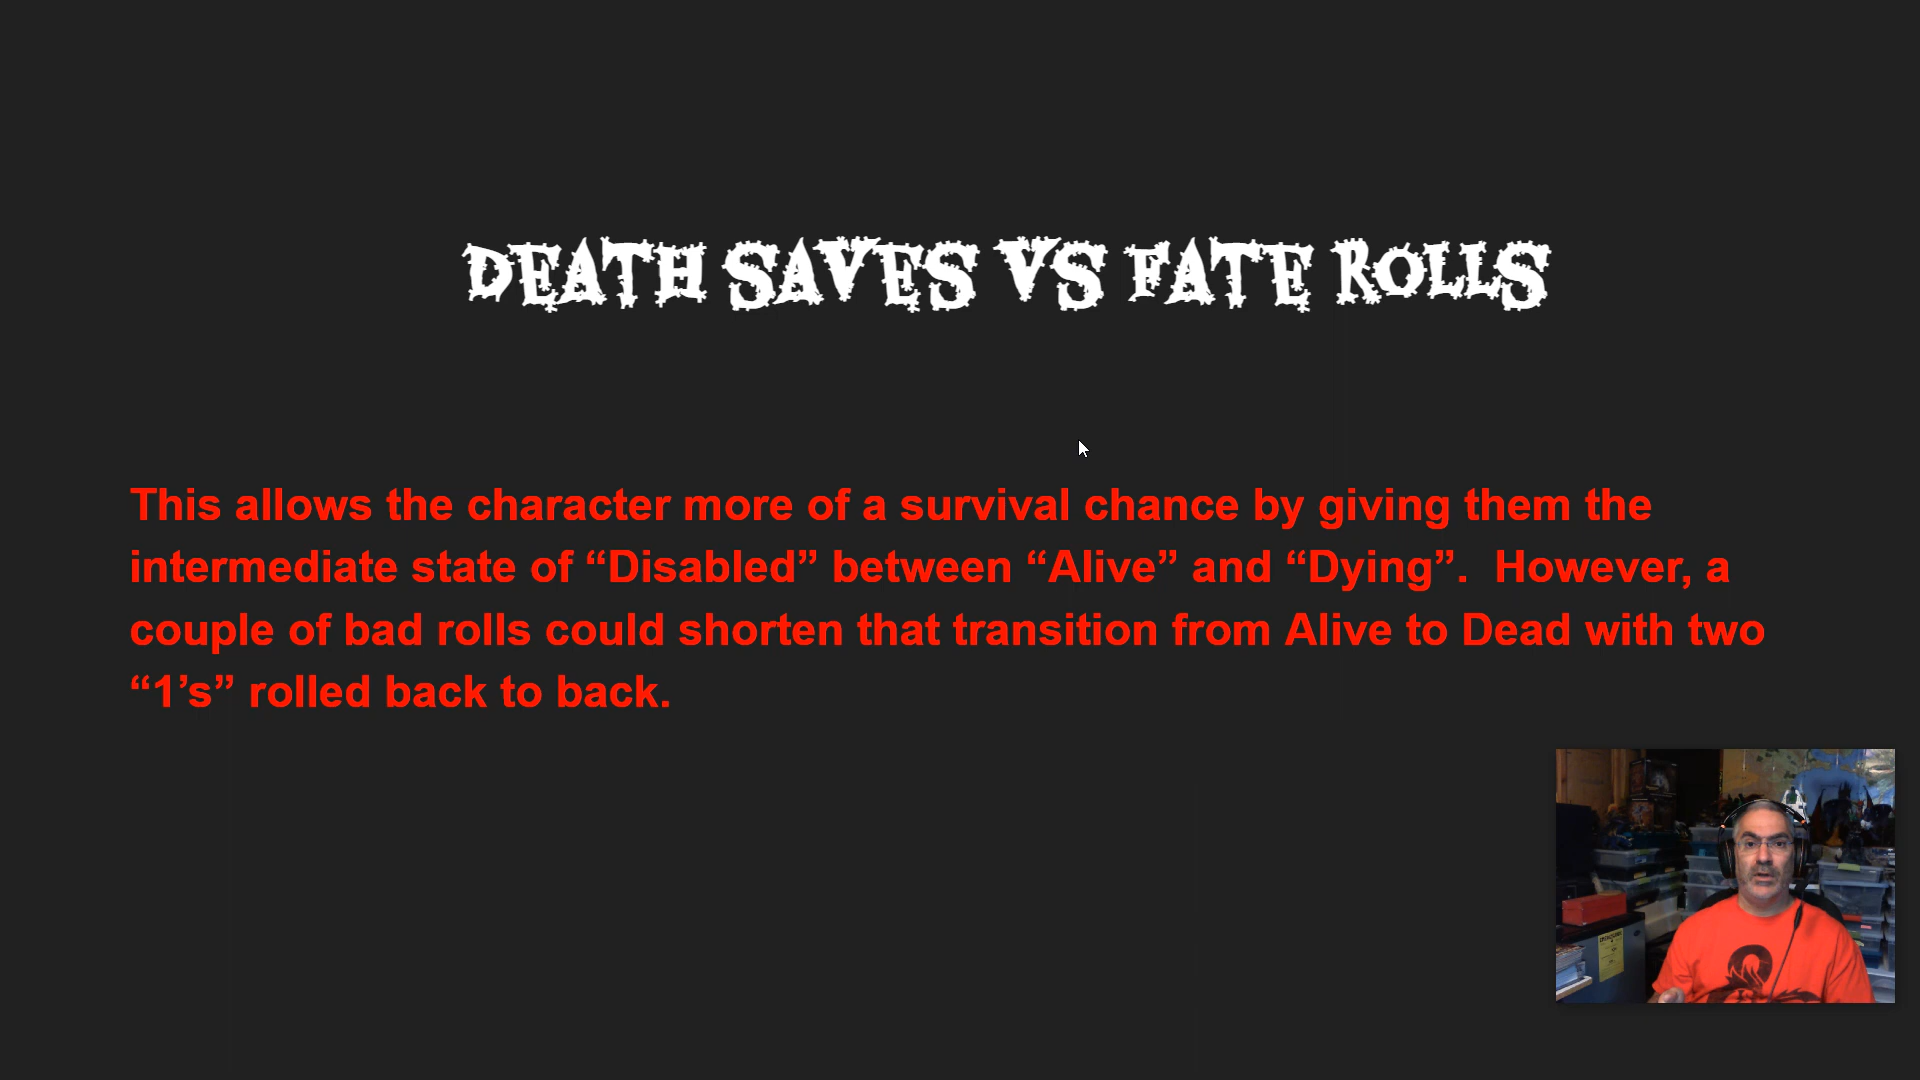 DEATH SAVES VS FATE ROLLS
This allows the character more of a survival chance by giving them the
intermediate state of “Disabled” between “Alive” and “Dying”.  However, a
couple of bad rolls could shorten that transition from Alive to Dead with two
“1’s” rolled back to back.